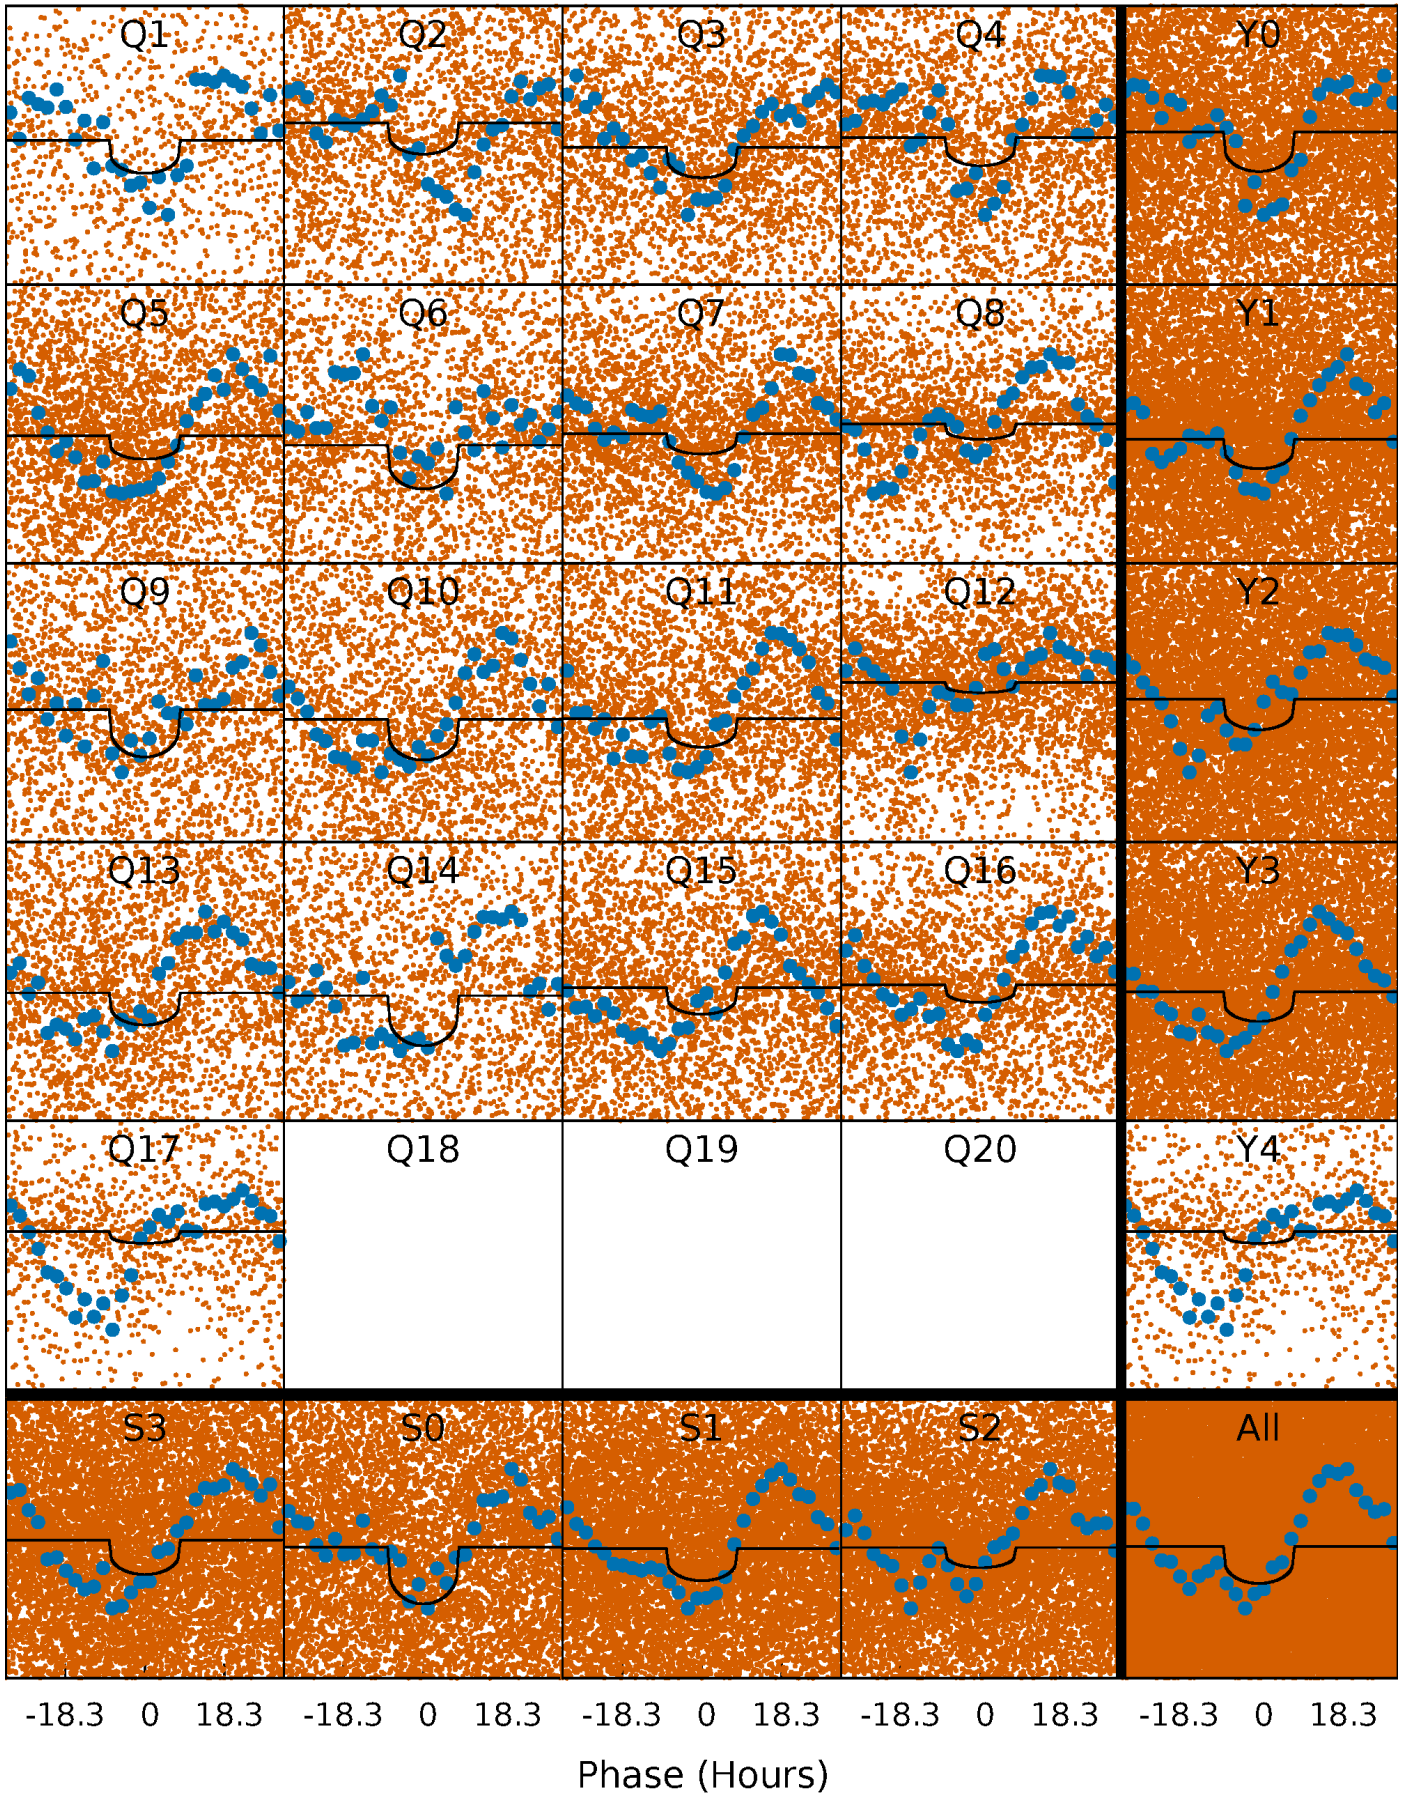 Q1 Q2 Q3 Q4 Y0
Q5 Q6 Q7 Q8 Y1
Q9 Q10 Q11 Q12 Y2
Q13 Q14 Q15 Q16 Y3
Q17 Q18 Q19 Q20 Y4
S3 S0 S1 S2 All
-18.3 0 18.3 -18.3 0 18.3 -18.3 0 18.3 -18.3 0 18.3 -18.3 0 18.3
Phase (Hours)